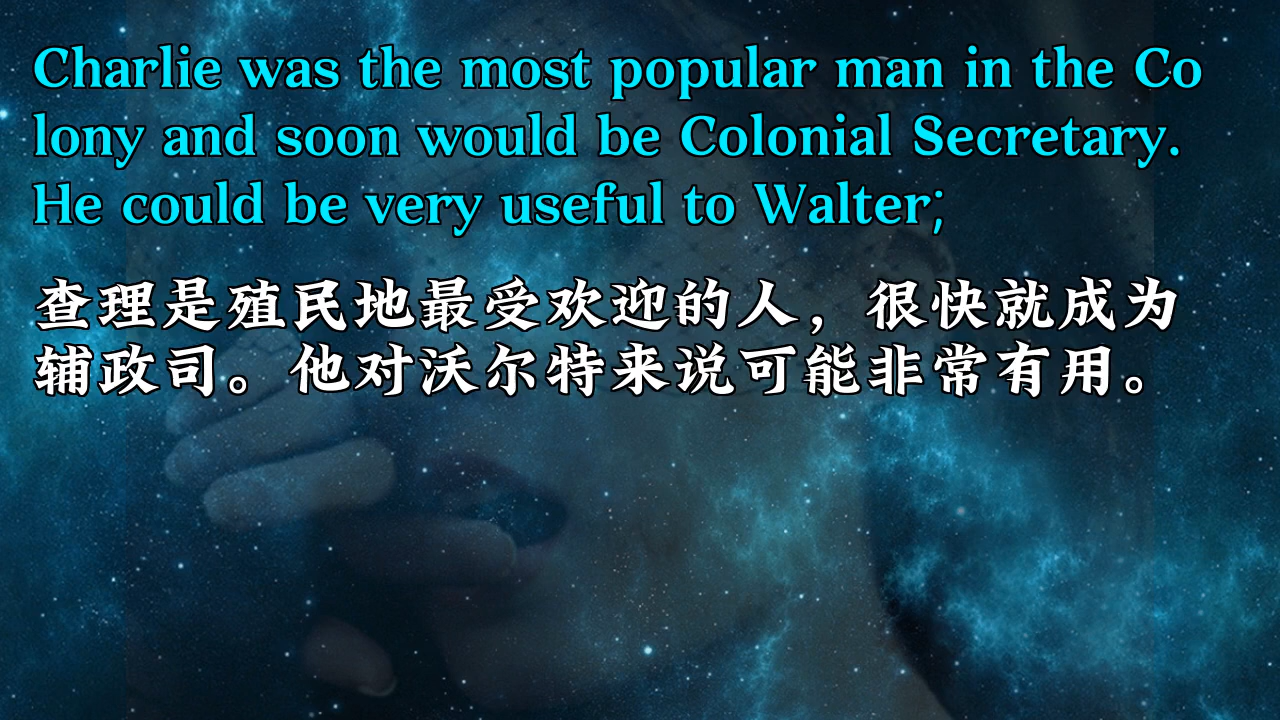 Charlie was the most popular man in the Co
lony and soon would be Colonial Secretary.
He could be very useful to Walter;
查理是殖民地最受欢迎的人，很快就成为
辅政司。他对沃尔特来说可能非常有用。